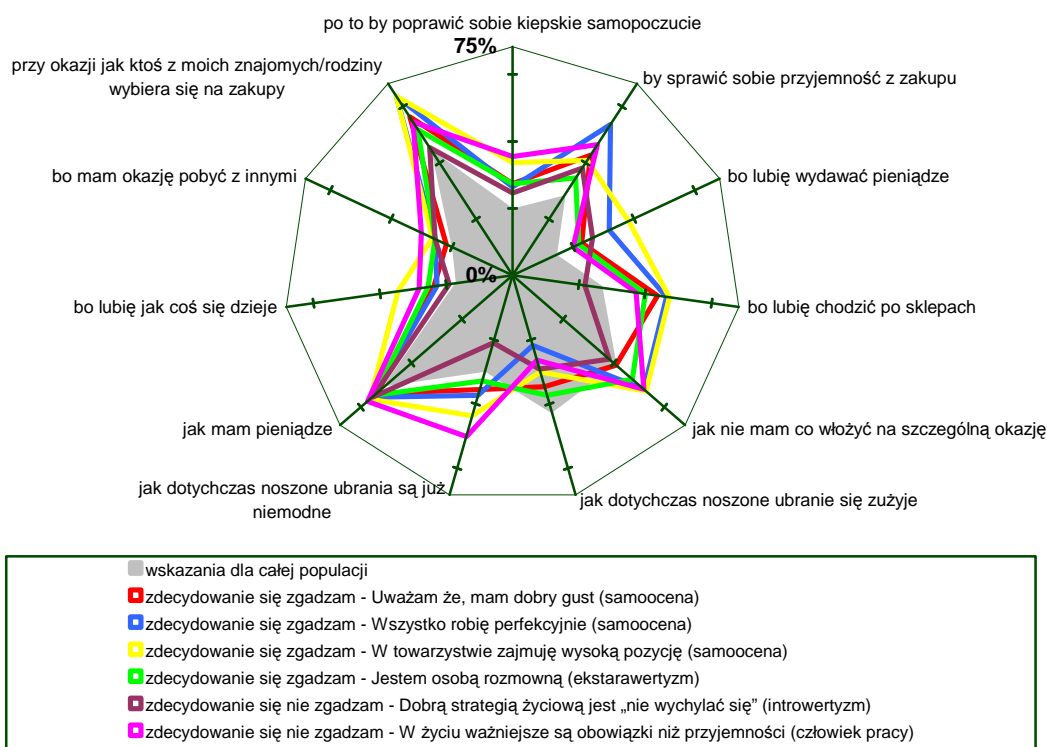 po to by poprawić sobie kiepskie samopoczucie
75%
przy okazji jak ktoś z moich znajomych/rodziny
wybiera się na zakupy
by sprawić sobie przyjemność z zakupu
bo mam okazję pobyć z innymi
bo lubię wydawać pieniądze
0%
bo lubię jak coś się dzieje
bo lubię chodzić po sklepach
jak mam pieniądze
jak nie mam co włożyć na szczególną okazję
jak dotychczas noszone ubrania są już
niemodne
jak dotychczas noszone ubranie się zużyje
wskazania dla całej populacji
zdecydowanie się zgadzam - Uważam że, mam dobry gust (samoocena)
zdecydowanie się zgadzam - Wszystko robię perfekcyjnie (samoocena)
zdecydowanie się zgadzam - W towarzystwie zajmuję wysoką pozycję (samoocena)
zdecydowanie się zgadzam - Jestem osobą rozmowną (ekstarawertyzm)
zdecydowanie się nie zgadzam - Dobrą strategią życiową jest „nie wychylać się” (introwertyzm)
zdecydowanie się nie zgadzam - W życiu ważniejsze są obowiązki niż przyjemności (człowiek pracy)